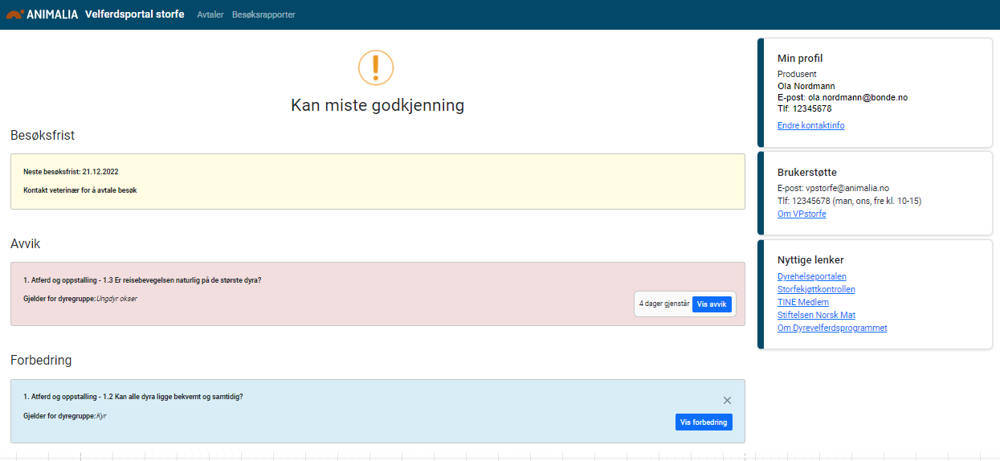 ANIMALIA Velferdsportal storfe Avtaler Besøksrapporter
Kan miste godkjenning
Besøksfrist
Neste besøksfrist: 21.12.2022
Kontakt veterinær for å avtale besøk
Avvik
1. Atferd og oppstalling - 1.3 Er reisebevegelsen naturlig på de største dyra?
Gjelder for dyregruppe:Ungdyr okser
4 dager gjenstår Vis avvik
Forbedring
1. Atferd og oppstalling - 1.2 Kan alle dyra ligge bekvemt og samtidig?
Gjelder for dyregruppe:Kyr
Vis forbedring
Min profil
Produsent
Ola Nordmann
E-post: ola.nordmann@bonde.no
Tlf: 12345678
Endre kontaktinfo
Brukerstøtte
E-post: vpstorfe@animalia.no
Tlf: 12345678 (man, ons, fre kl. 10-15)
Om VPstorfe
Nyttige lenker
Dyrehelseportalen
Storfekjøttkontrollen
TINE Medlem
Stiftelsen Norsk Mat
Om Dyrevelferdsprogrammet